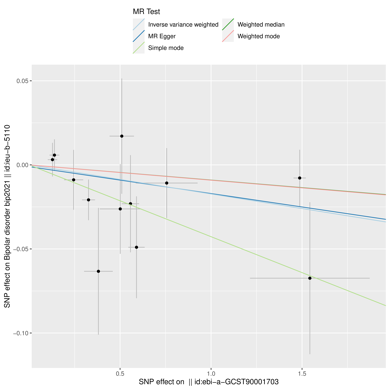 MR Test
Inverse variance weighted
Weighted median
MR Egger
Weighted mode
Simple mode
0.05
0.00
−0.05
−0.10
0.5
1.0
1.5
SNP effect on || id:ebi−a−GCST90001703
SNP effect on Bipolar disorder bip2021 || id:ieu−b−5110